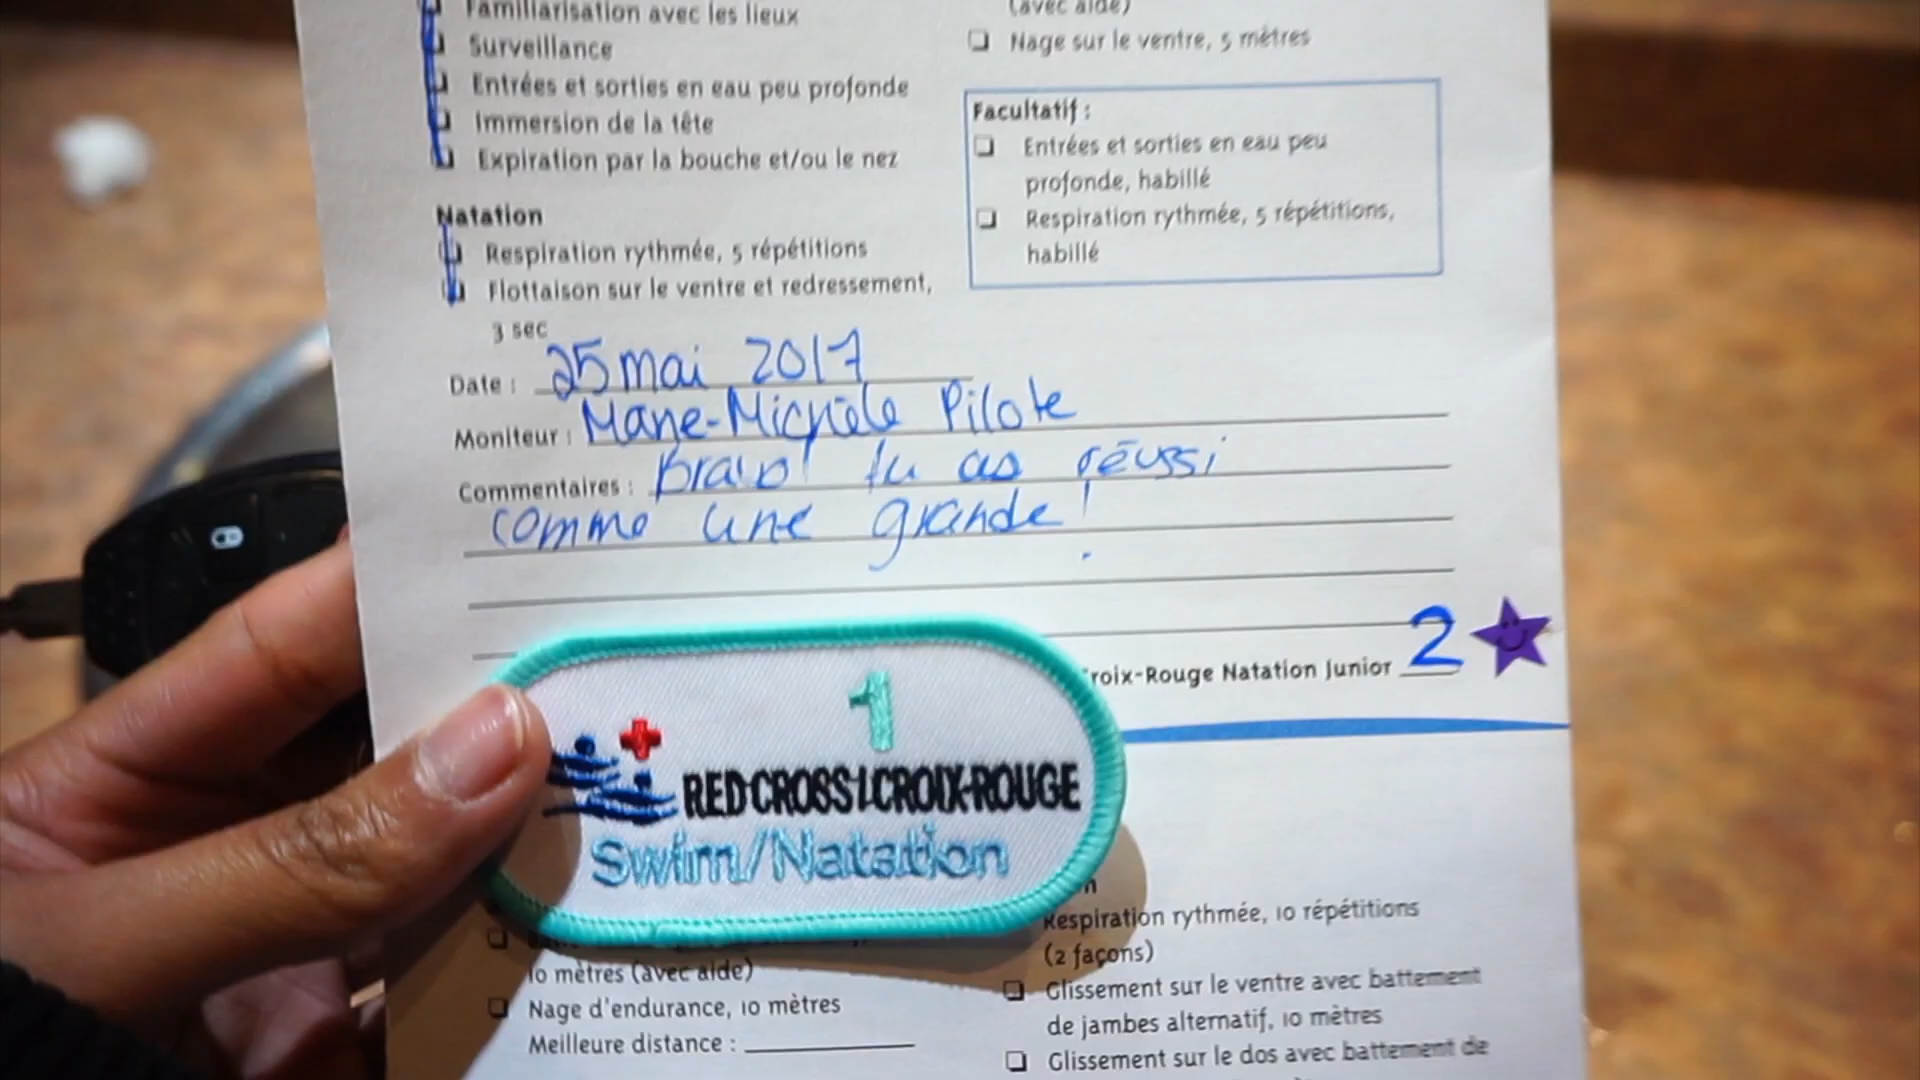 Familiarisation avec les lieux
Surveillance
Entrées et sorties en eau peu profonde
Immersion de la tête
Expiration par la bouche et/ou le nez
Natation
Respiration rythmée, 5 répétitions
Flottaison sur le ventre et redressement,
3 sec
(avec aide)
Nage sur le ventre, 5 mètres
Facultatif :
Entrées et sorties en eau peu
profonde, habillé
Respiration rythmée, 5 répétitions,
habillé
Date : 25 mai 2017
Moniteur : Marie-Michèle Pilote
Commentaires : Bravo! tu as réussi
comme une grande!
roix-Rouge Natation Junior 2
1
RED CROSS/CROIX-ROUGE
Swim/Natation
10 mètres (avec aide)
Nage d'endurance, 10 mètres
Meilleure distance :
Respiration rythmée, 10 répétitions
(2 façons)
Glissement sur le ventre avec battement
de jambes alternatif, 10 mètres
Glissement sur le dos avec battement de